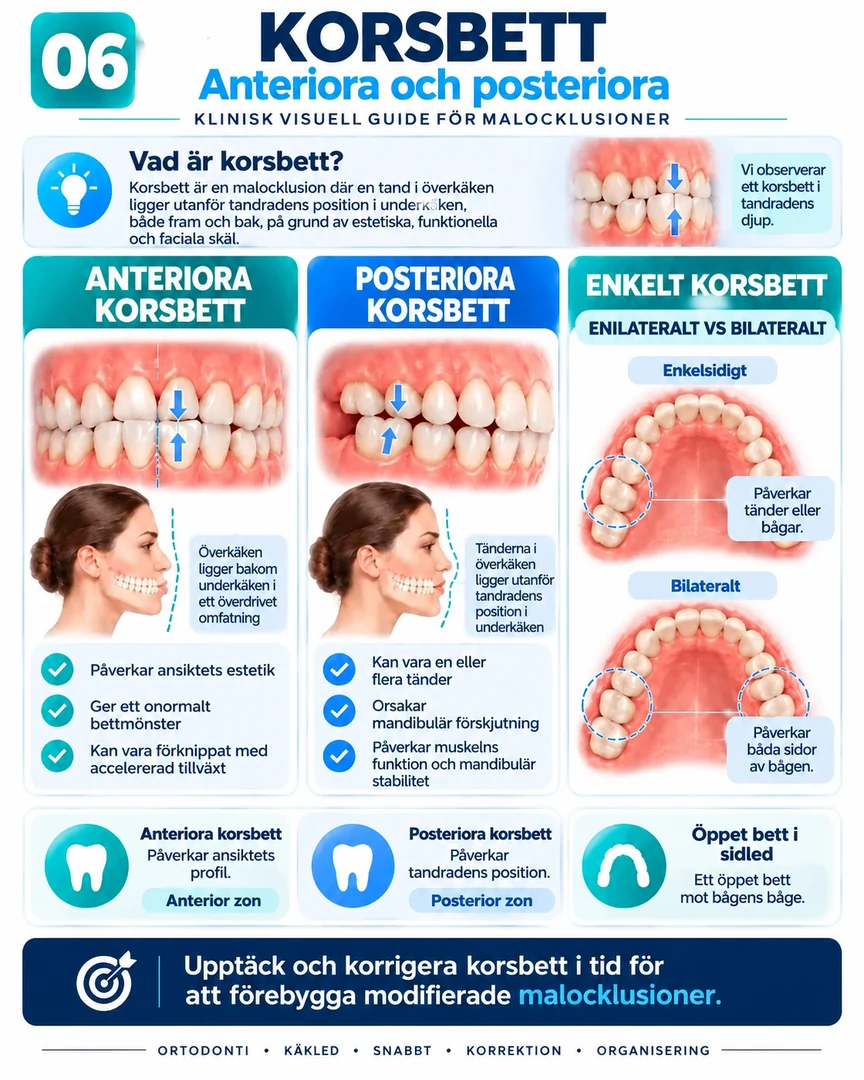 06
KORSBETT
Anteriora och posteriora
KLINISK VISUELL GUIDE FÖR MALOCKLUSIONER
Vad är korsbett?
Korsbett är en malocklusion där en tand i överkäken
ligger utanför tandradens position i underkäken,
både fram och bak, på grund av estetiska, funktionella
och faciala skäl.
Vi observerar
ett korsbett i
tandradens
djup.
ANTERIORA
KORSBETT
Överkäken
ligger bakom
underkäken i
ett överdrivet
omfatning
Påverkar ansiktets estetik
Ger ett onormalt
bettmönster
Kan vara förknippat med
accelererad tillväxt
POSTERIORA
KORSBETT
Tänderna i
överkäken
ligger utanför
tandradens
position i
underkäken
Kan vara en eller
flera tänder
Orsakar
mandibulär förskjutning
Påverkar muskelns
funktion och mandibulär
stabilitet
ENKELT KORSBETT
ENILATERALT VS BILATERALT
Enkelsidigt
Påverkar
tänder eller
bågar.
Bilateralt
Påverkar
båda sidor
av bågen.
Anteriora korsbett
Påverkar ansiktets
profil.
Anterior zon
Posteriora korsbett
Påverkar
tandradens position.
Posterior zon
Öppet bett i
sidled
Ett öppet bett
mot bågens båge.
Upptäck och korrigera korsbett i tid för
att förebygga modifierade malocklusioner.
ORTODONTI • KÄKLED • SNABBT • KORREKTION • ORGANISERING